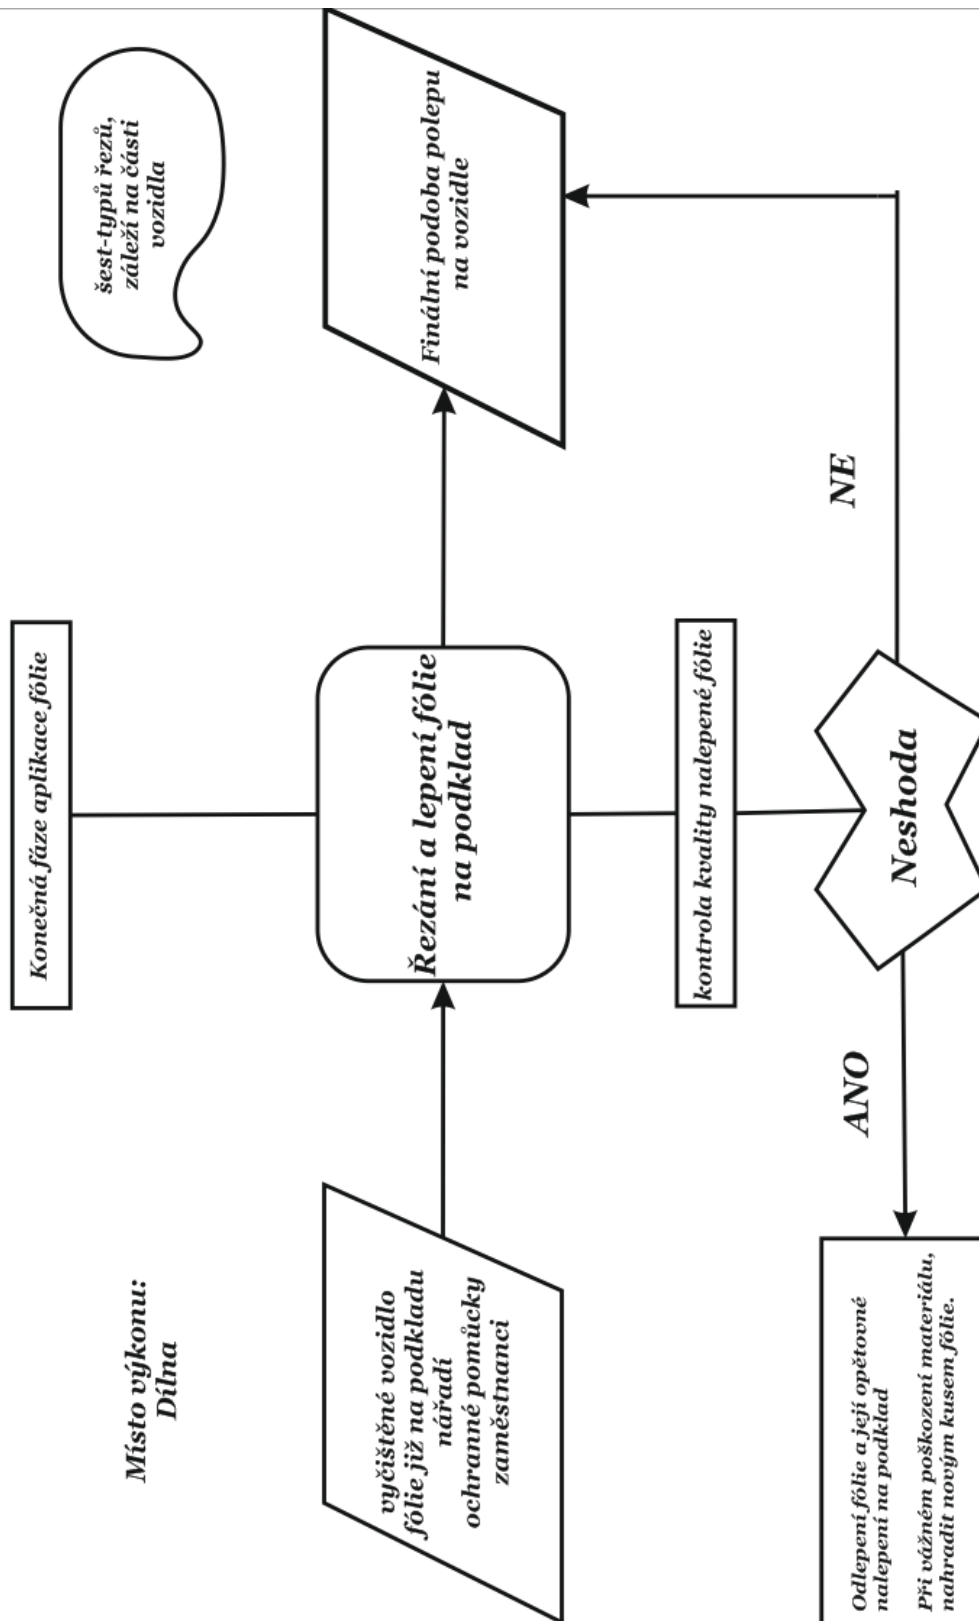 Místo výkonu:
Dílna
Konečná fáze aplikace fólie
šest-typů řezů,
záleží na části
vozidla
vyčištěné vozidlo
fólie již na podkladu
nářadí
ochranné pomůcky
zaměstnanci
Řezání a lepení fólie
na podklad
Finální podoba polepu
na vozidle
kontrola kvality nalepené fólie
ANO
Neshoda
NE
Odlepení fólie a její opětovné
nalepení na podklad
Při vážném poškození materiálu,
nahradit novým kusem fólie.